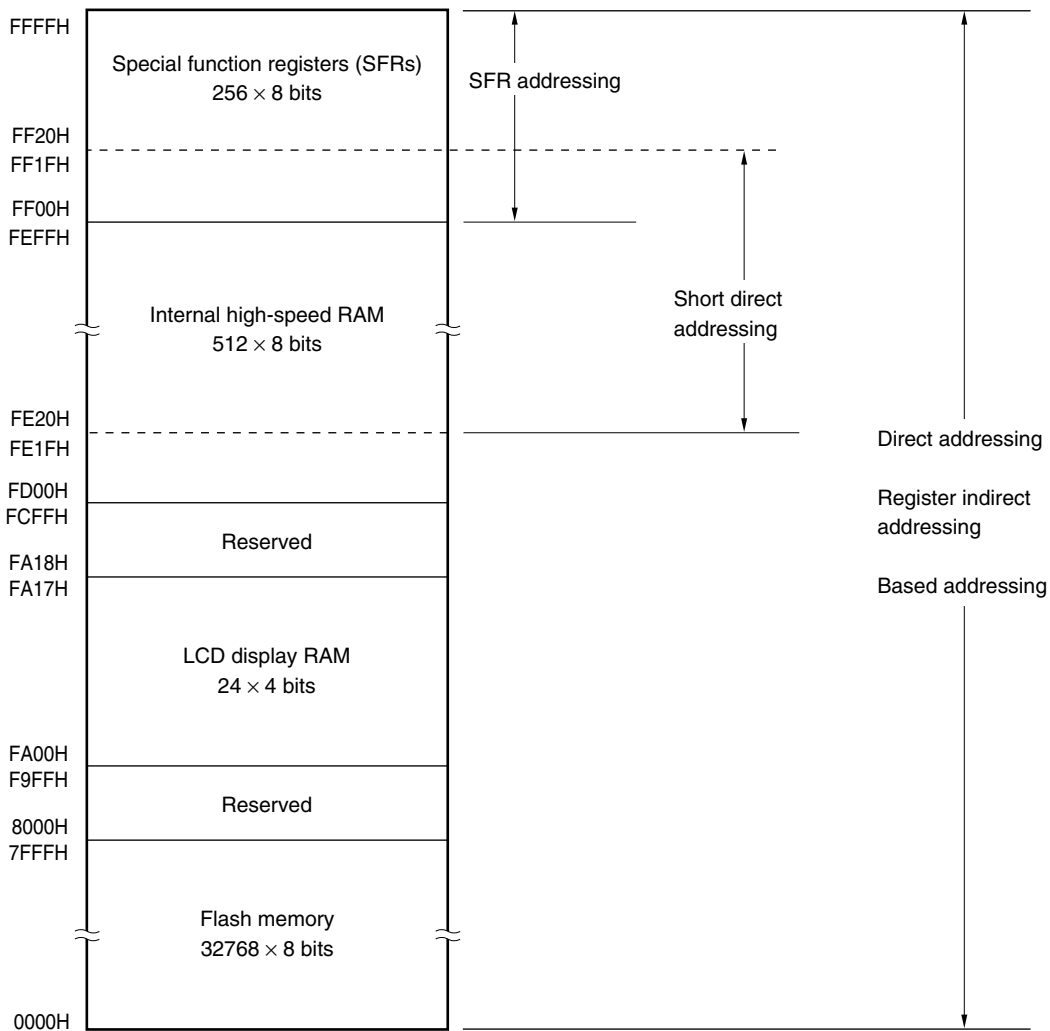 FFFFH
Special function registers (SFRs)
256 × 8 bits
SFR addressing
FF20H
FF1FH
FF00H
FEFFH
Internal high-speed RAM
512 × 8 bits
Short direct
addressing
FE20H
FE1FH
Direct addressing
FD00H
FCFFH
Register indirect
addressing
Reserved
FA18H
FA17H
Based addressing
LCD display RAM
24 × 4 bits
FA00H
F9FFH
Reserved
8000H
7FFFH
Flash memory
32768 × 8 bits
0000H